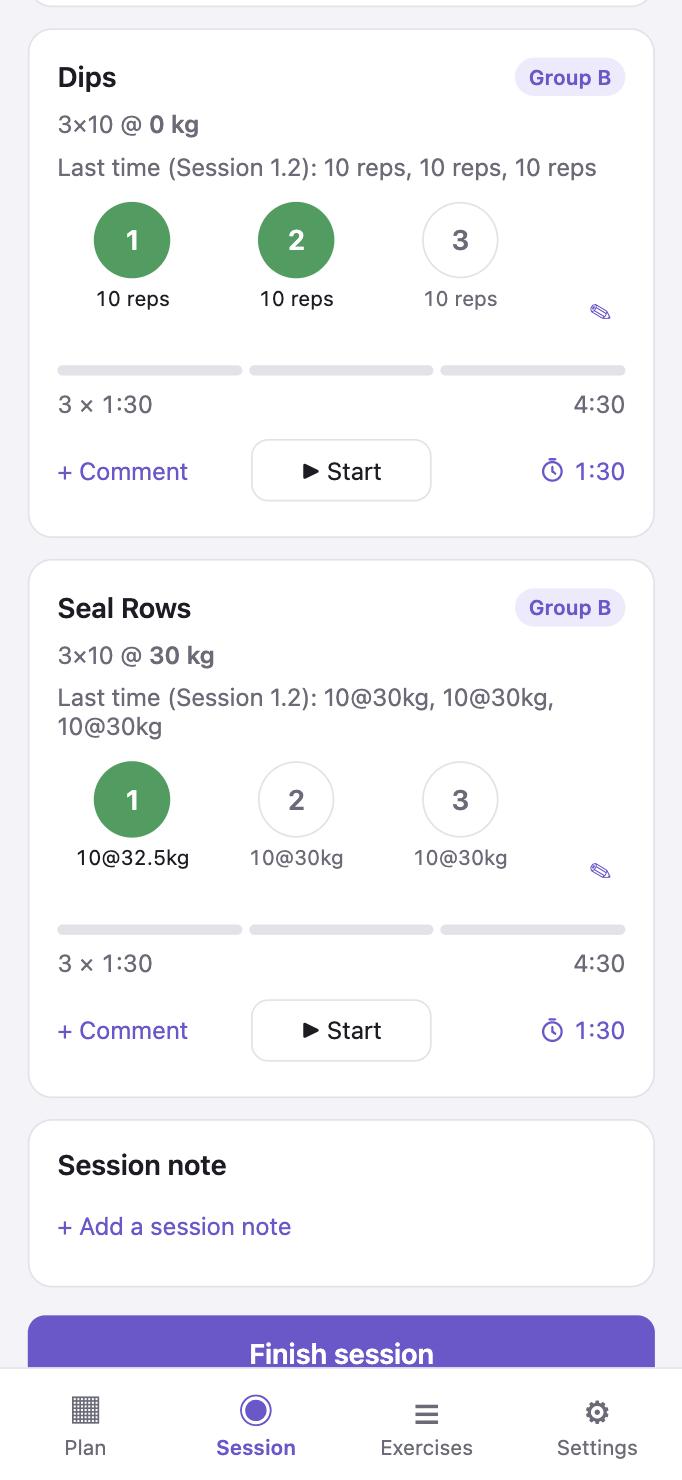 Dips
Group B
3×10 @ 0 kg
Last time (Session 1.2): 10 reps, 10 reps, 10 reps
1 2 3
10 reps 10 reps 10 reps
3 × 1:30 4:30
+ Comment ▶ Start 1:30
Seal Rows
Group B
3×10 @ 30 kg
Last time (Session 1.2): 10@30kg, 10@30kg,
10@30kg
1 2 3
10@32.5kg 10@30kg 10@30kg
3 × 1:30 4:30
+ Comment ▶ Start 1:30
Session note
+ Add a session note
Finish session
Plan Session Exercises Settings